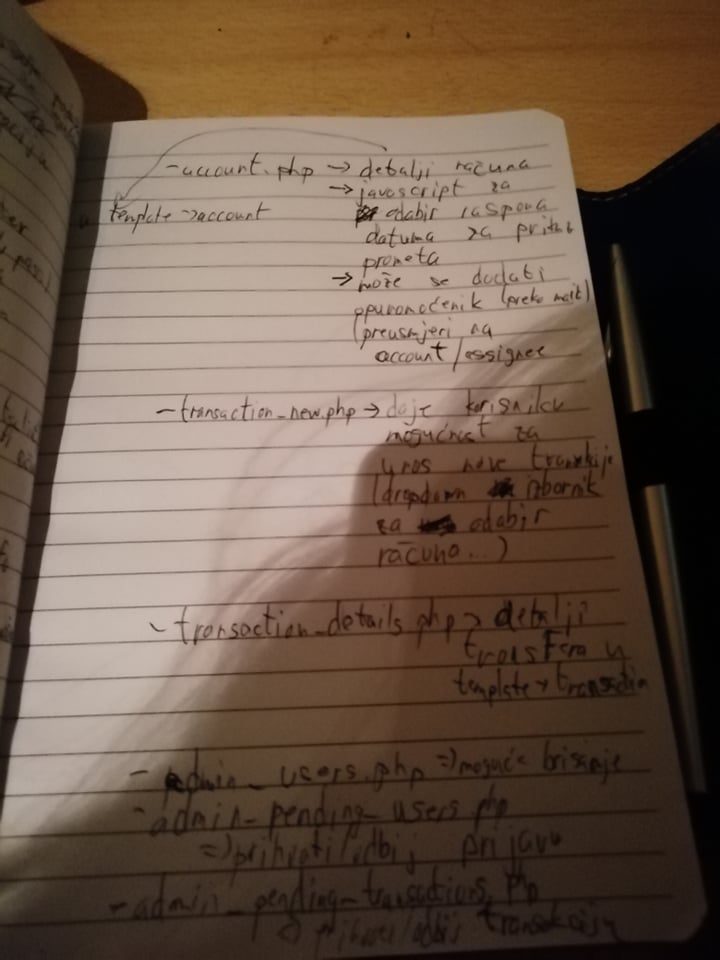 -account.php → detalji računa
→ javascript za
template → account
odabir raspona
datuma za prikaz
prometa
→ može se dodati
opunomoćenik (preko
(preusmjeri na
account/assignee
- transaction_new.php → daje korisniku
mogućnost za
unos nove transakcije
(dropdown izbornik
za odabir
računa...)
- transaction_details.php → detalji
transfera u
template → transaction
- admin_users.php => moguće brisanje
- admin_pending_users.php
=> prihvati/odbij prijavu
- admin_pending_transactions.php
=> /odbij transakciju